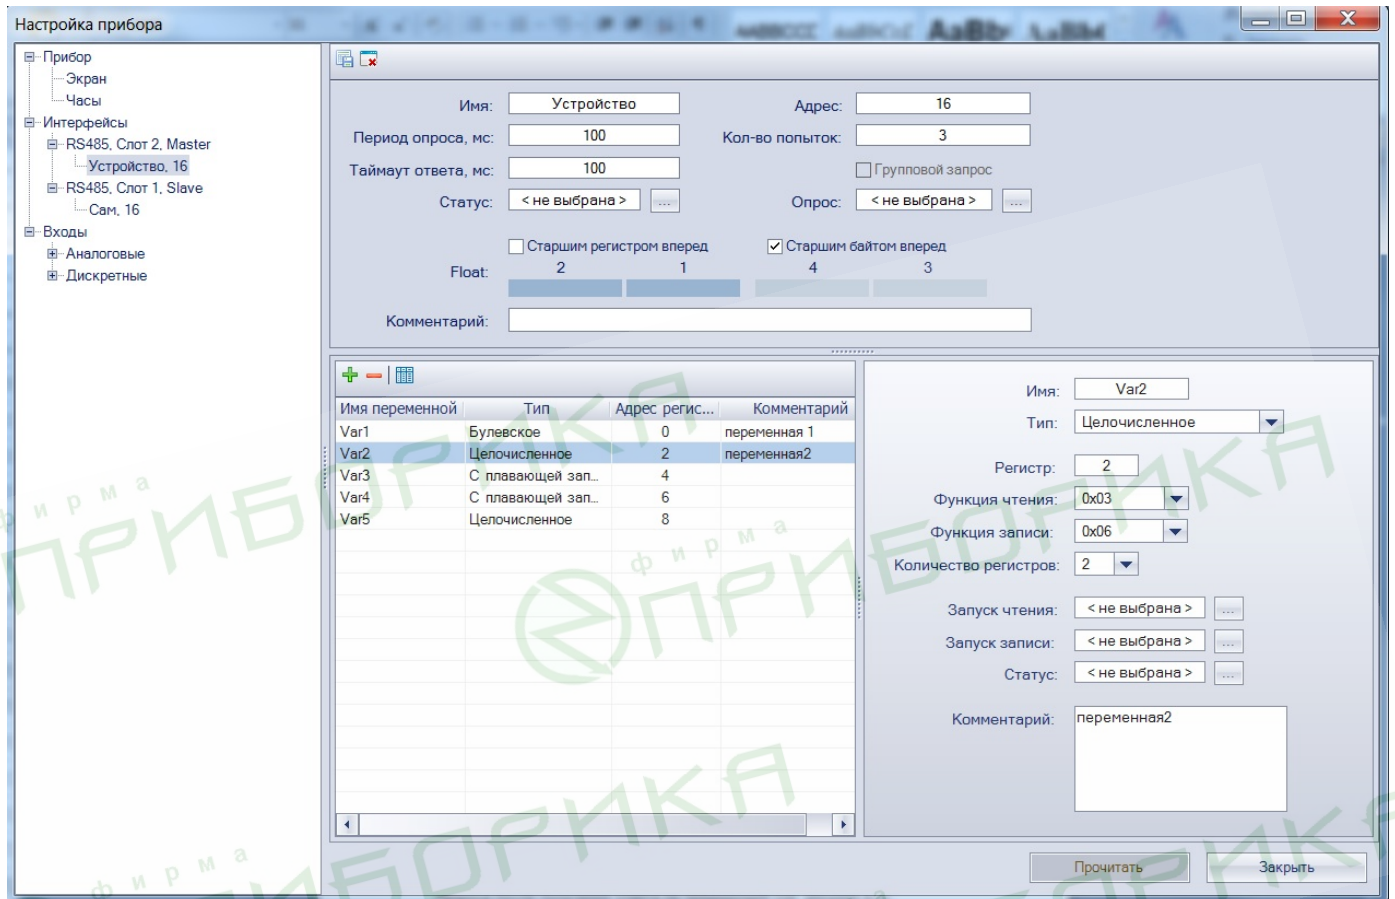 Настройка прибора
Прибор
Экран
Часы
Интерфейсы
RS485, Слот 2, Master
Устройство, 16
RS485, Слот 1, Slave
Сам, 16
Входы
Аналоговые
Дискретные
Имя: Устройство Адрес: 16
Период опроса, мс: 100 Кол-во попыток: 3
Таймаут ответа, мс: 100 Групповой запрос
Статус: < не выбрана > ... Опрос: < не выбрана > ...
Старшим регистром вперед Старшим байтом вперед
Float: 2 1 4 3
Комментарий:
Имя переменной Тип Адрес регис... Комментарий
Var1 Булевское 0 переменная 1
Var2 Целочисленное 2 переменная2
Var3 С плавающей зап... 4
Var4 С плавающей зап... 6
Var5 Целочисленное 8
Имя: Var2
Тип: Целочисленное
Регистр: 2
Функция чтения: 0x03
Функция записи: 0x06
Количество регистров: 2
Запуск чтения: < не выбрана > ...
Запуск записи: < не выбрана > ...
Статус: < не выбрана > ...
Комментарий: переменная2
Прочитать Закрыть
фирма
ПРИБОРИКА